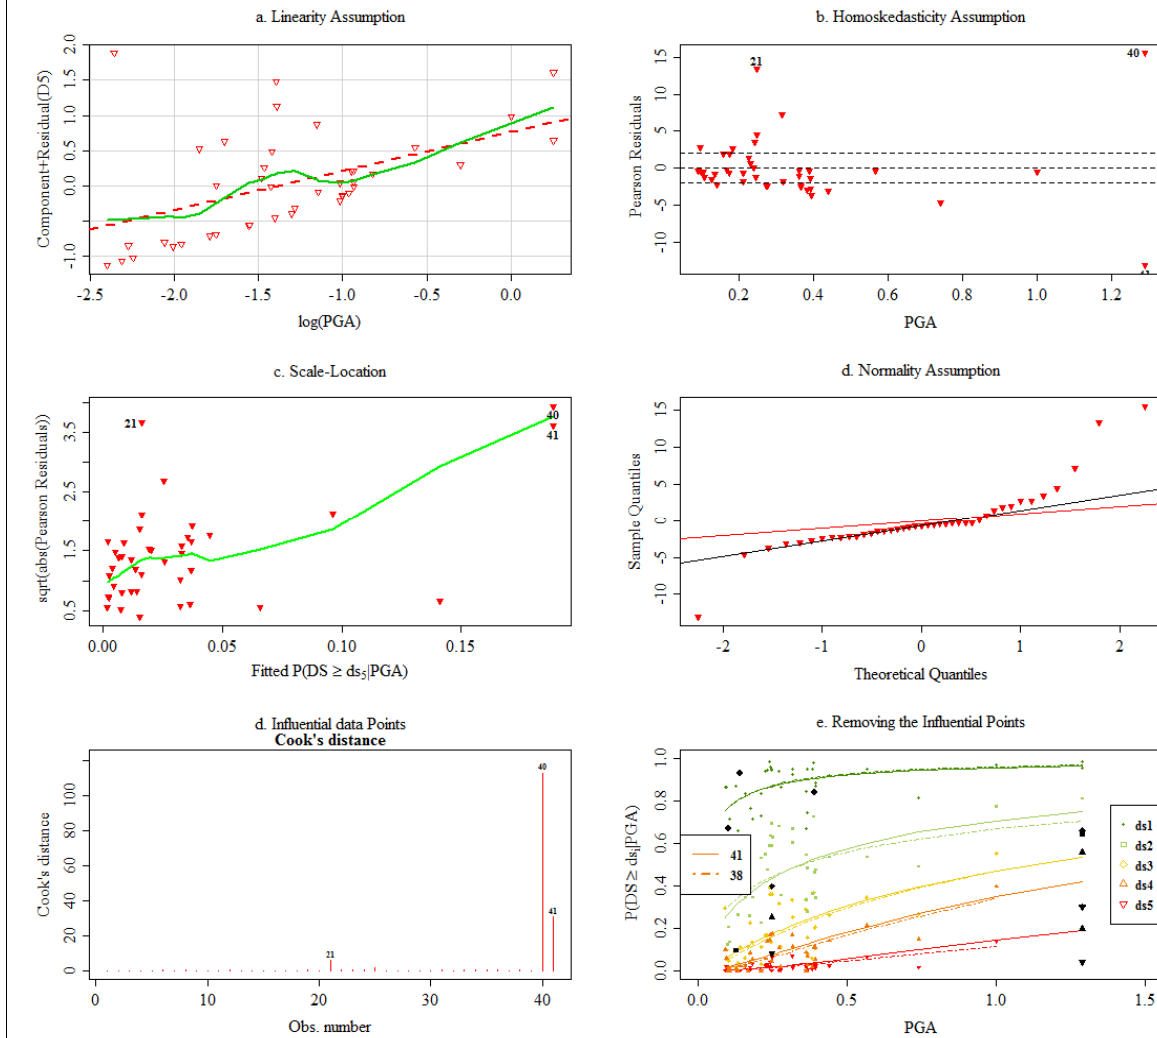 a. Linearity Assumption
Component+Residual(D5)
2.0
1.5
1.0
0.5
0.0
-1.0
-2.5 -2.0 -1.5 -1.0 -0.5 0.0
log(PGA)
b. Homoskedasticity Assumption
Pearson Residuals
15
10
5
0
-5
-10
21
40
41
0.2 0.4 0.6 0.8 1.0 1.2
PGA
c. Scale-Location
sqrt(abs(Pearson Residuals))
3.5
2.5
1.5
0.5
21
40
41
0.00 0.05 0.10 0.15
Fitted P(DS ≥ ds5|PGA)
d. Normality Assumption
Sample Quantiles
15
10
5
0
-5
-10
-2 -1 0 1 2
Theoretical Quantiles
d. Influential data Points
Cook's distance
Cook's distance
100
80
60
40
20
0
21
40
41
0 10 20 30 40
Obs. number
e. Removing the Influential Points
P(DS ≥ dsi|PGA)
1.0
0.8
0.6
0.4
0.2
0.0
41
38
ds1
ds2
ds3
ds4
ds5
0.0 0.5 1.0 1.5
PGA